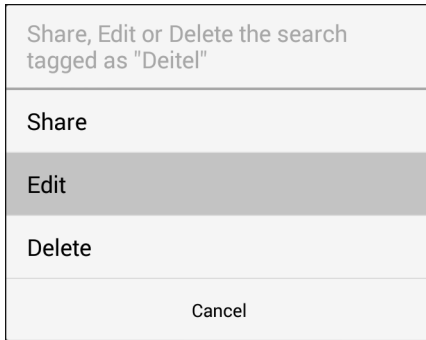 Share, Edit or Delete the search
tagged as "Deitel"
Share
Edit
Delete
Cancel